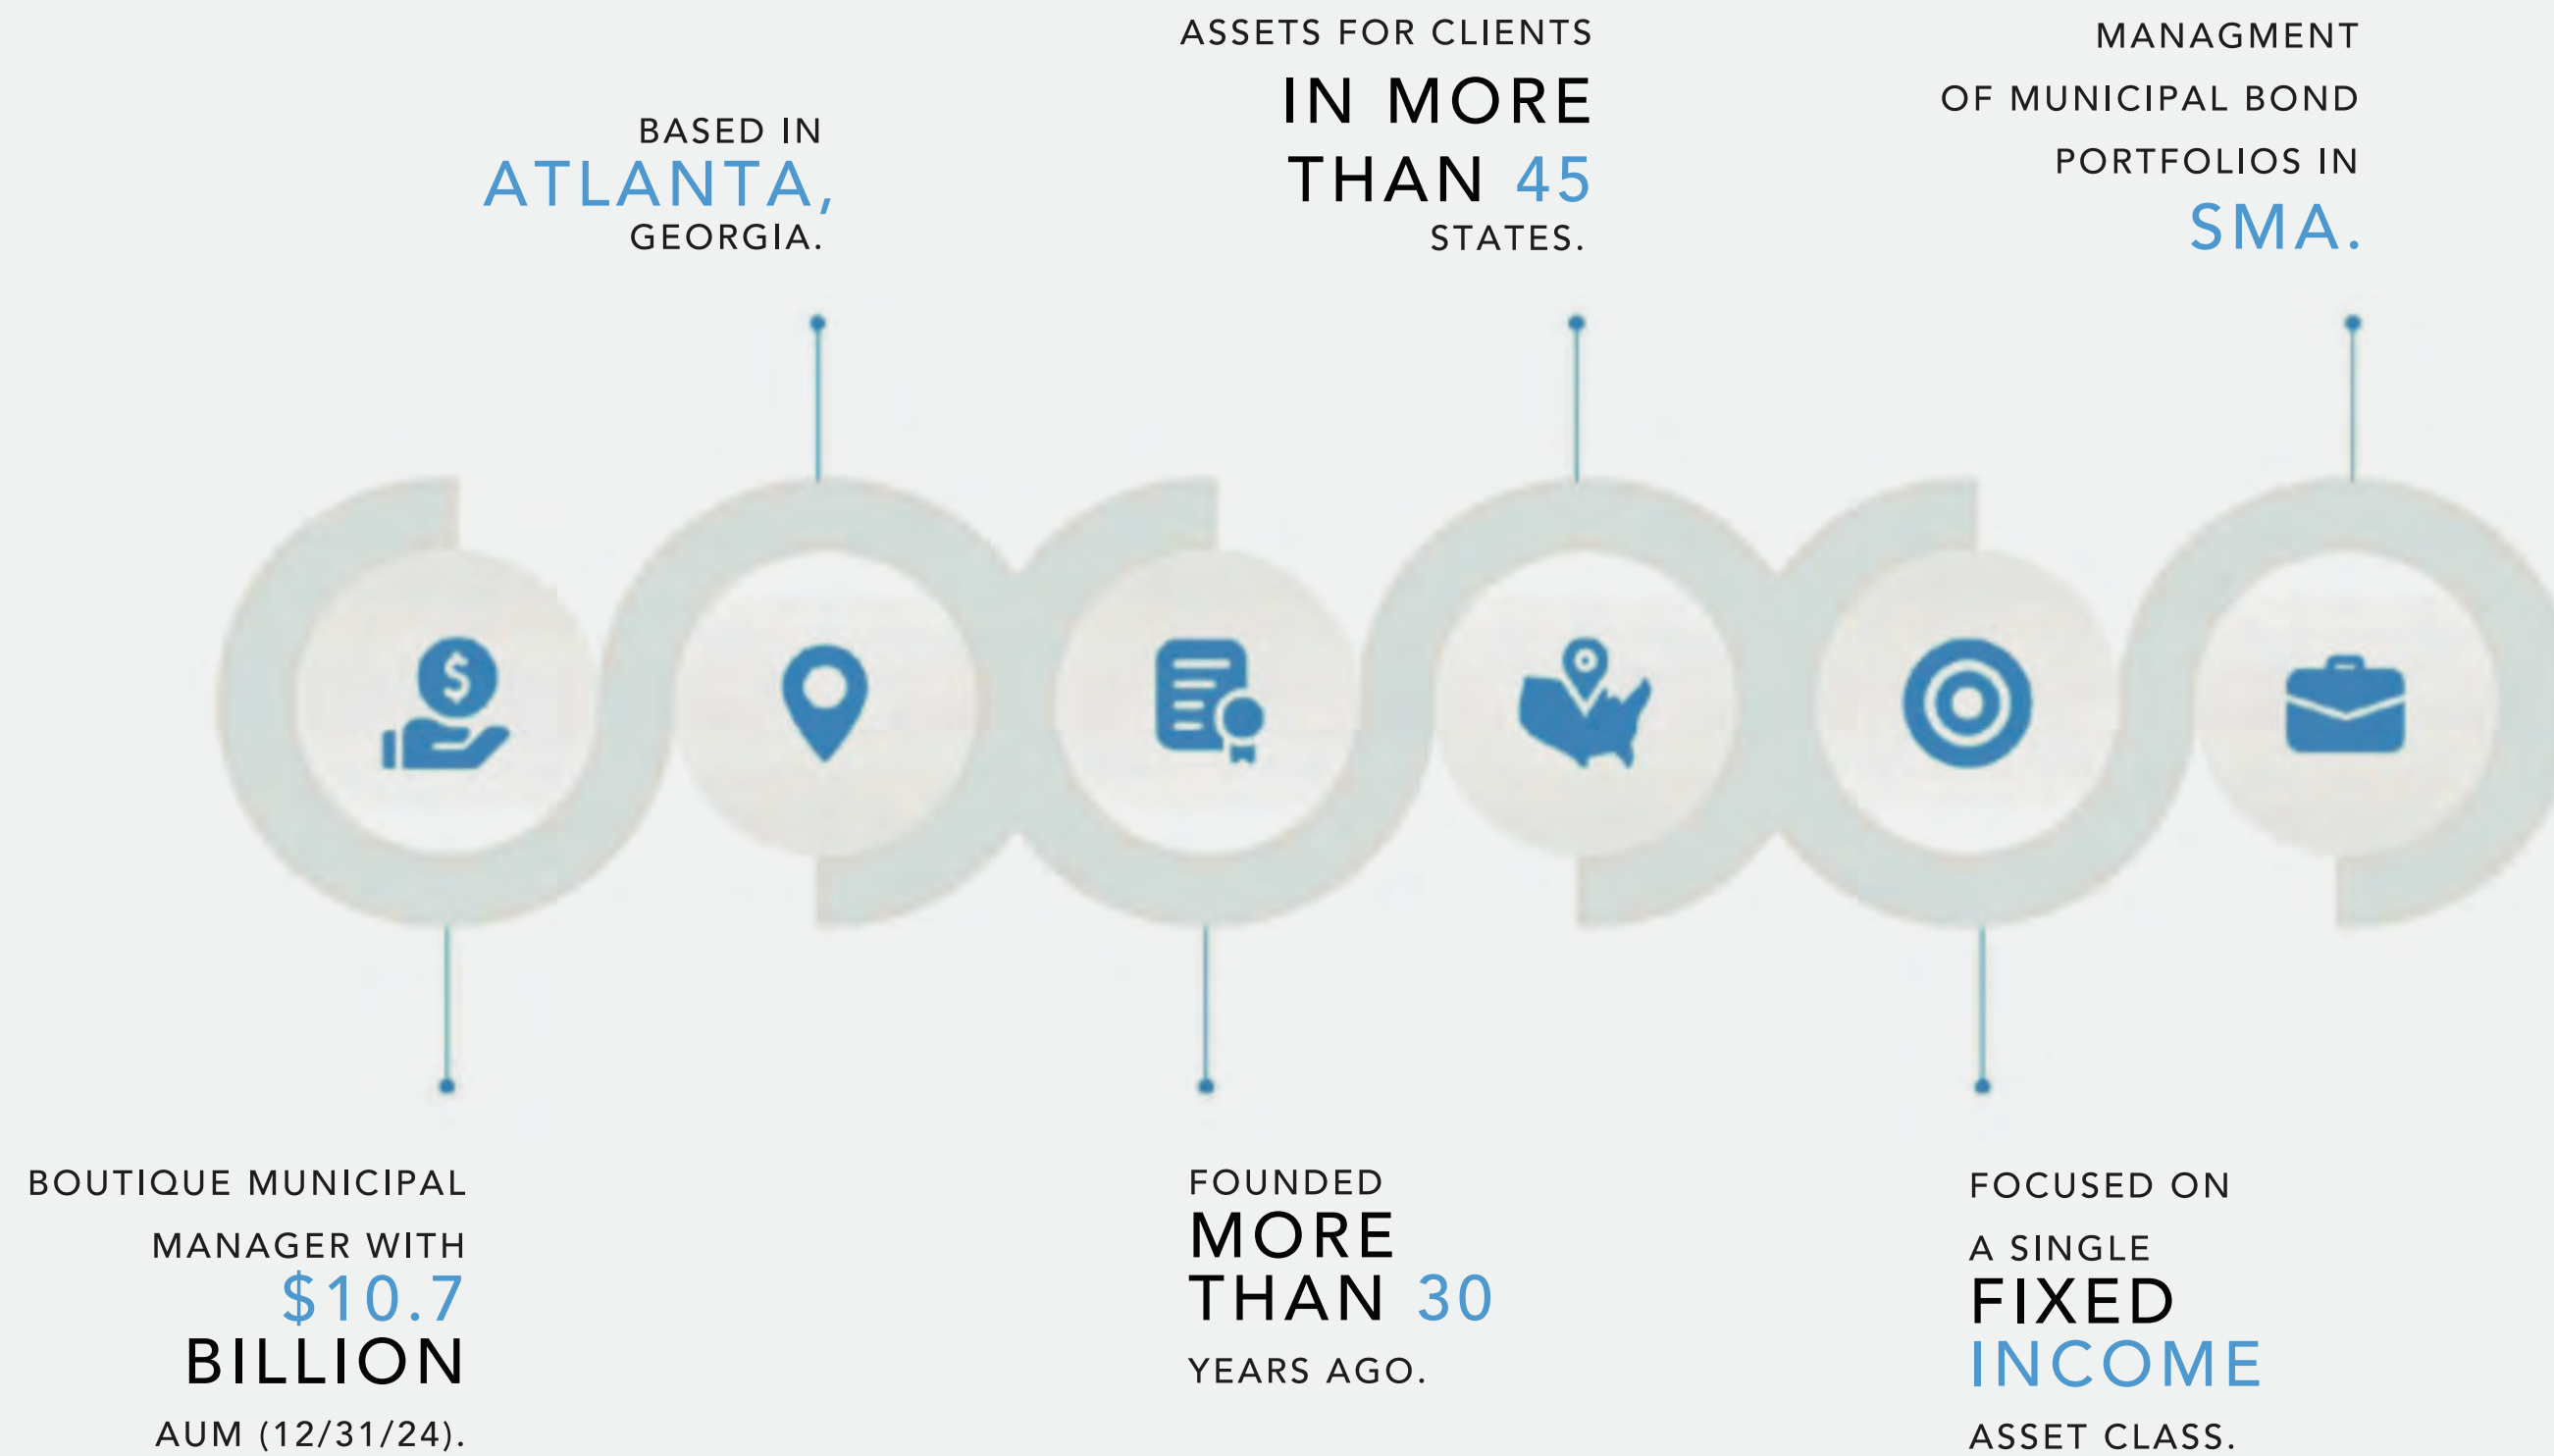 BASED IN
ATLANTA,
GEORGIA.
ASSETS FOR CLIENTS
IN MORE
THAN 45
STATES.
MANAGMENT
OF MUNICIPAL BOND
PORTFOLIOS IN
SMA.
$
BOUTIQUE MUNICIPAL
MANAGER WITH
$10.7
BILLION
AUM (12/31/24).
FOUNDED
MORE
THAN 30
YEARS AGO.
FOCUSED ON
A SINGLE
FIXED
INCOME
ASSET CLASS.